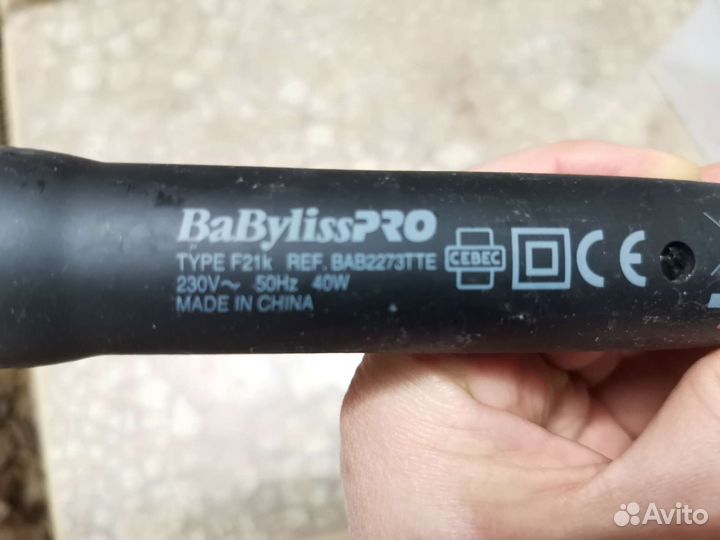 BaBylissPRO
TYPE F21k REF. BAB2273TTE
230V~ 50Hz 40W
MADE IN CHINA
CEBEC
CE
Avito